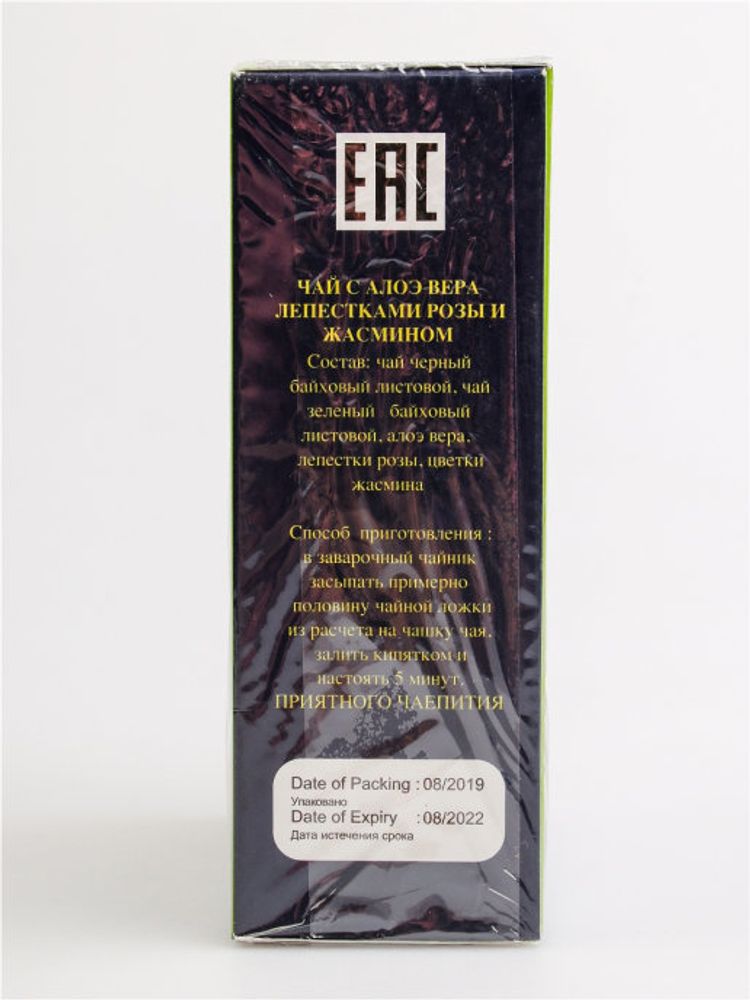 EAC
ЧАЙ С АЛОЭ-ВЕРА
ЛЕПЕСТКАМИ РОЗЫ И
ЖАСМИНОМ
Состав: чай черный
байховый листовой, чай
зеленый байховый
листовой, алоэ вера,
лепестки розы, цветки
жасмина
Способ приготовления :
в заварочный чайник
засыпать примерно
половину чайной ложки
из расчета на чашку чая,
залить кипятком и
настоять 5 минут.
ПРИЯТНОГО ЧАЕПИТИЯ
Date of Packing : 08/2019
Упаковано
Date of Expiry : 08/2022
Дата истечения срока